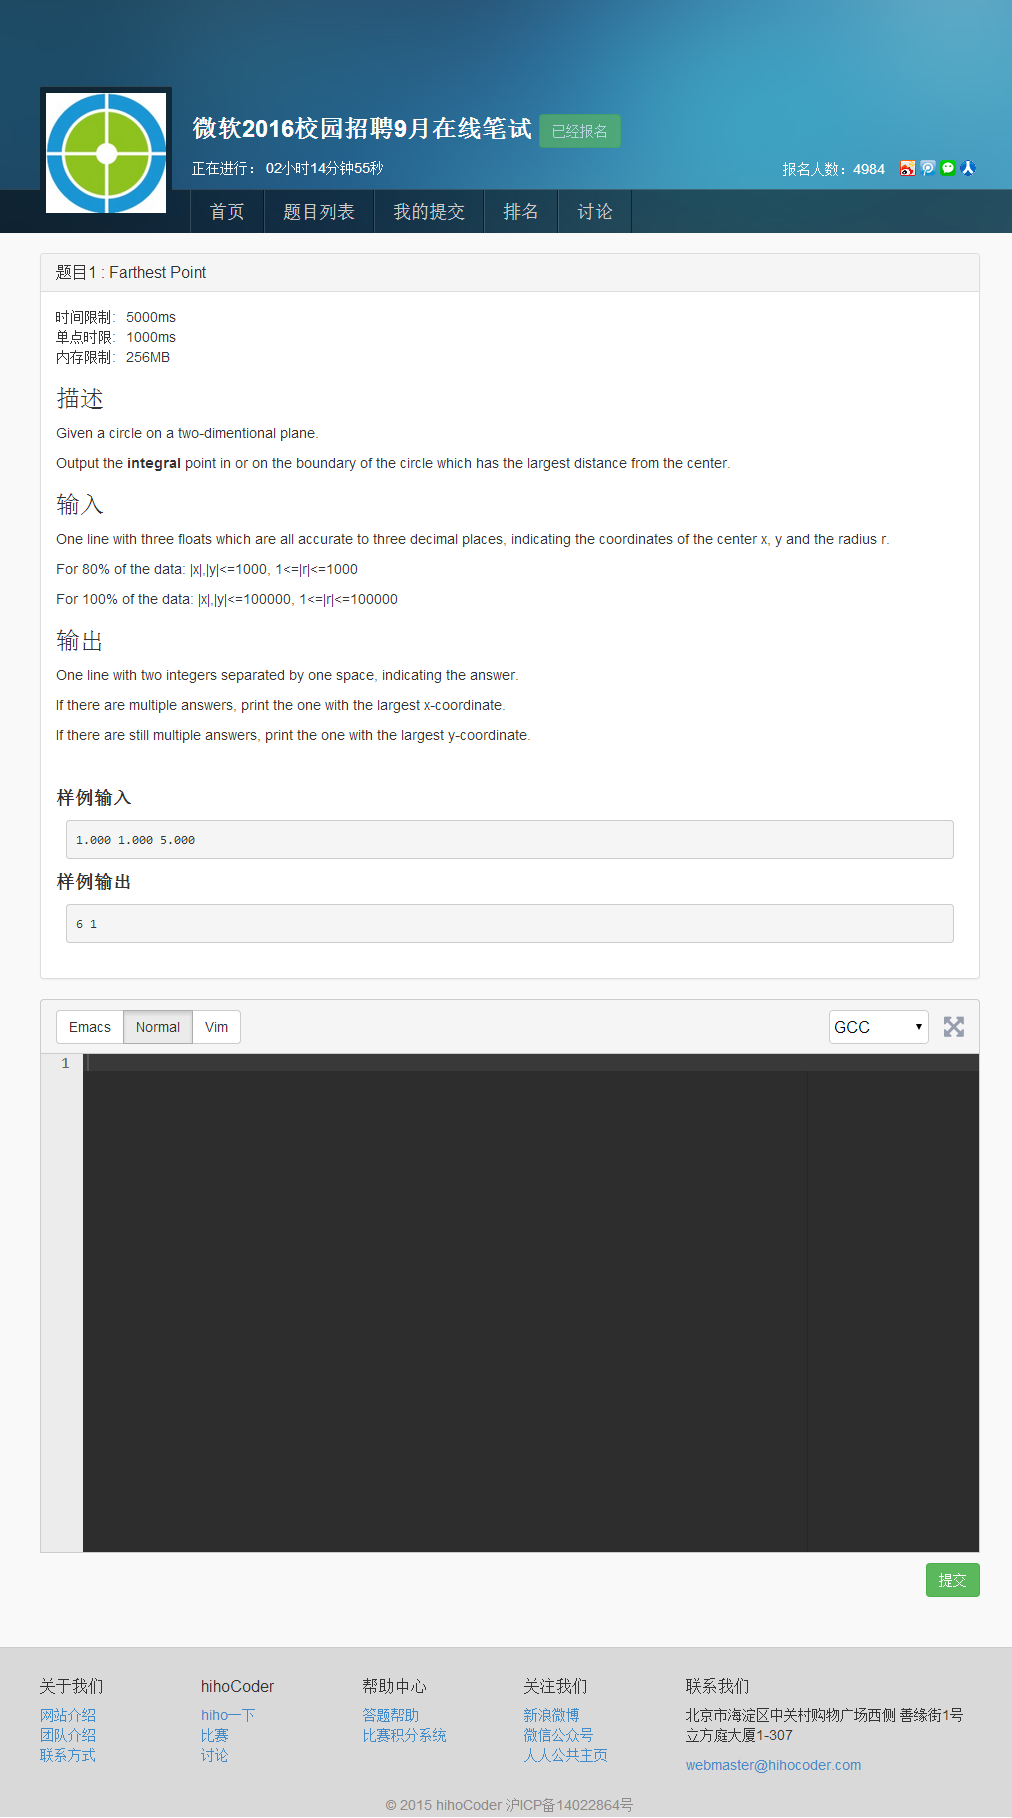 微软2016校园招聘9月在线笔试 已经报名
正在进行： 02小时14分钟55秒 报名人数：4984
首页 题目列表 我的提交 排名 讨论
题目1 : Farthest Point
时间限制: 5000ms
单点时限: 1000ms
内存限制: 256MB
描述
Given a circle on a two-dimentional plane.
Output the integral point in or on the boundary of the circle which has the largest distance from the center.
输入
One line with three floats which are all accurate to three decimal places, indicating the coordinates of the center x, y and the radius r.
For 80% of the data: |x|,|y|<=1000, 1<=|r|<=1000
For 100% of the data: |x|,|y|<=100000, 1<=|r|<=100000
输出
One line with two integers separated by one space, indicating the answer.
If there are multiple answers, print the one with the largest x-coordinate.
If there are still multiple answers, print the one with the largest y-coordinate.
样例输入
1.000 1.000 5.000
样例输出
6 1
Emacs Normal Vim GCC
1
提交
关于我们 hihoCoder 帮助中心 关注我们 联系我们
网站介绍 hiho一下 答题帮助 新浪微博 北京市海淀区中关村购物广场西侧 善缘街1号
团队介绍 比赛 比赛积分系统 微信公众号 立方庭大厦1-307
联系方式 讨论 人人公共主页
webmaster@hihocoder.com
© 2015 hihoCoder 沪ICP备14022864号